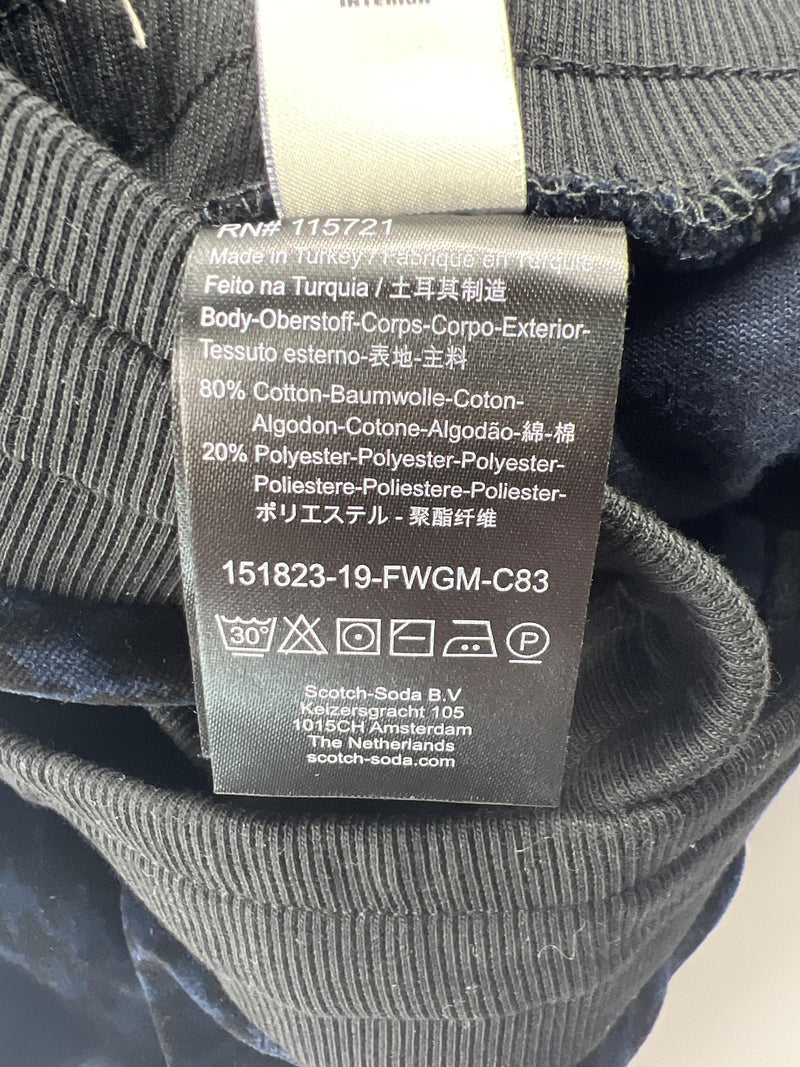 INTERIOR
RN# 115721
Made in Turkey / Fabriqué en Turquie-
Feito na Turquia / 土耳其制造
Body-Oberstoff-Corps-Corpo-Exterior-
Tessuto esterno-表地-主料
80% Cotton-Baumwolle-Coton-
Algodon-Cotone-Algodão-綿-棉
20% Polyester-Polyester-Polyester-
Poliestere-Poliestere-Poliester-
ポリエステル - 聚酯纤维
151823-19-FWGM-C83
30° P
Scotch-Soda B.V
Keizersgracht 105
1015CH Amsterdam
The Netherlands
scotch-soda.com